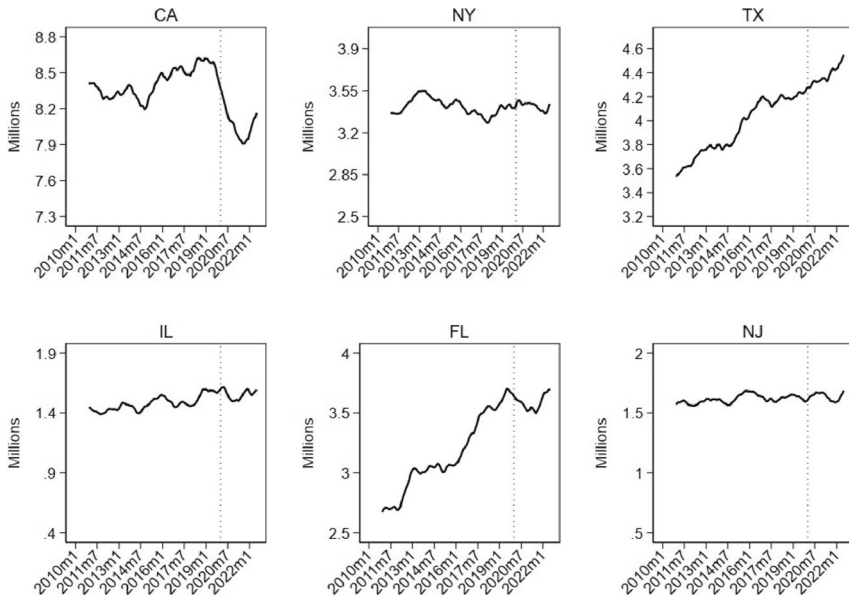 CA
Millions
8.8
8.5
8.2
7.9
7.6
7.3
2010m1
2011m7
2013m1
2014m7
2016m1
2017m7
2019m1
2020m7
2022m1
NY
Millions
3.9
3.55
3.2
2.85
2.5
2010m1
2011m7
2013m1
2014m7
2016m1
2017m7
2019m1
2020m7
2022m1
TX
Millions
4.6
4.4
4.2
4
3.8
3.6
3.4
3.2
2010m1
2011m7
2013m1
2014m7
2016m1
2017m7
2019m1
2020m7
2022m1
IL
Millions
1.9
1.4
.9
.4
2010m1
2011m7
2013m1
2014m7
2016m1
2017m7
2019m1
2020m7
2022m1
FL
Millions
4
3.5
3
2.5
2010m1
2011m7
2013m1
2014m7
2016m1
2017m7
2019m1
2020m7
2022m1
NJ
Millions
2
1.5
1
.5
2010m1
2011m7
2013m1
2014m7
2016m1
2017m7
2019m1
2020m7
2022m1